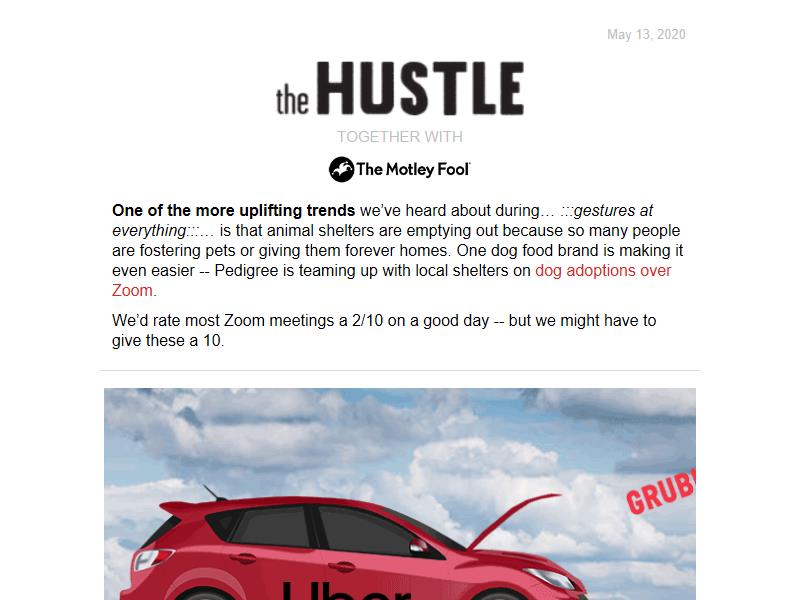 May 13, 2020
the HUSTLE
TOGETHER WITH
The Motley Fool
One of the more uplifting trends we've heard about during… :::gestures at
everything:::… is that animal shelters are emptying out because so many people
are fostering pets or giving them forever homes. One dog food brand is making it
even easier -- Pedigree is teaming up with local shelters on dog adoptions over
Zoom.
We'd rate most Zoom meetings a 2/10 on a good day -- but we might have to
give these a 10.
GRUB
Uber